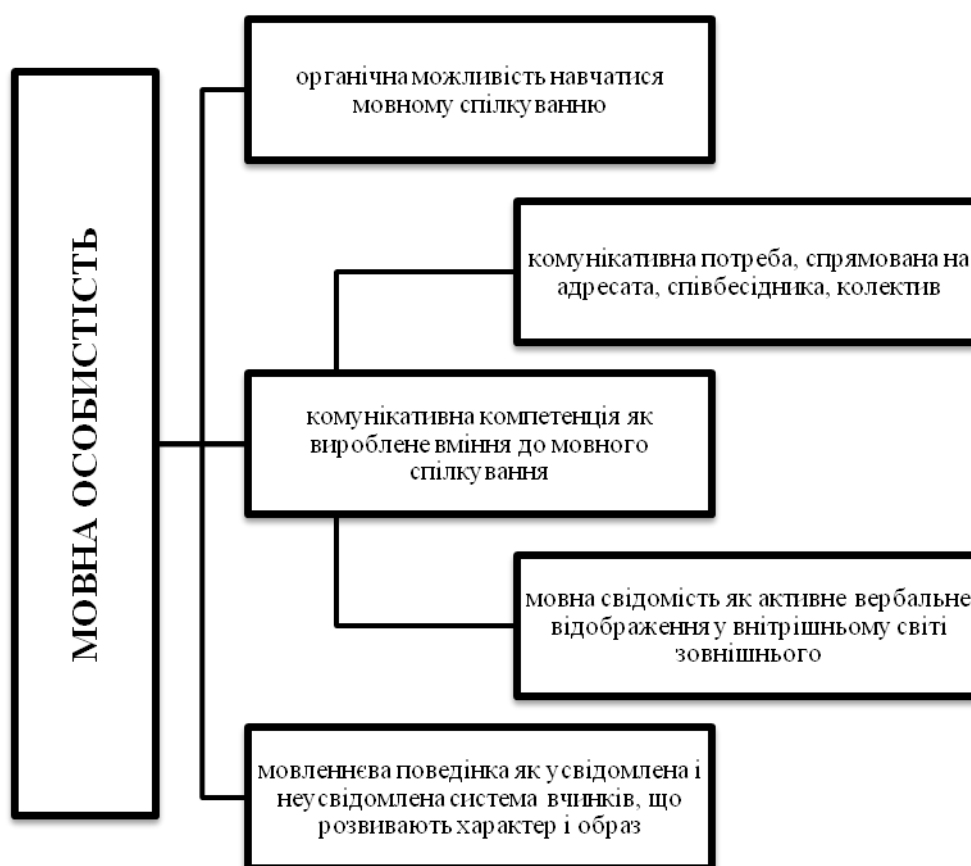 МОВНА ОСОБИСТІСТЬ
органічна можливість навчатися
мовному спілкуванню
комунікативна потреба, спрямована на
адресата, співбесідника, колектив
комунікативна компетенція як
вироблене вміння до мовного
спілкування
мовна свідомість як активне вербальне
відображення у внітрішньому світі
зовнішнього
мовленнєва поведінка як усвідомлена і
неусвідомлена система вчинків, що
розвивають характер і образ